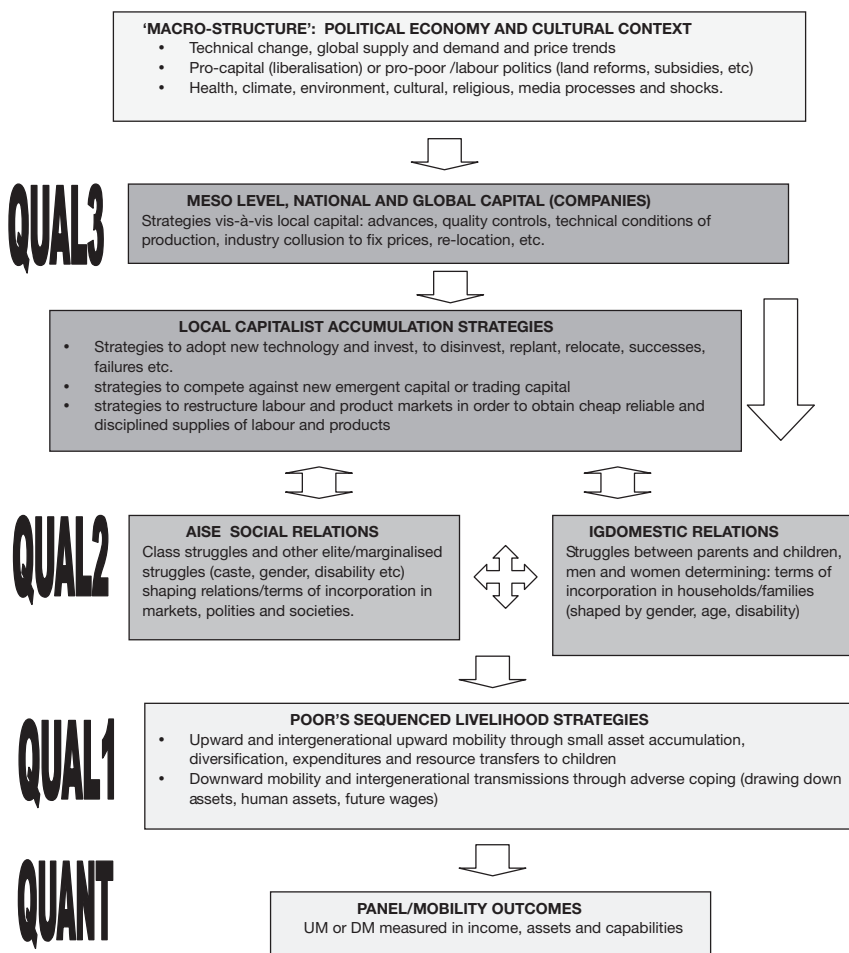 'MACRO-STRUCTURE': POLITICAL ECONOMY AND CULTURAL CONTEXT
• Technical change, global supply and demand and price trends
• Pro-capital (liberalisation) or pro-poor /labour politics (land reforms, subsidies, etc)
• Health, climate, environment, cultural, religious, media processes and shocks.
QUAL3
MESO LEVEL, NATIONAL AND GLOBAL CAPITAL (COMPANIES)
Strategies vis-à-vis local capital: advances, quality controls, technical conditions of
production, industry collusion to fix prices, re-location, etc.
LOCAL CAPITALIST ACCUMULATION STRATEGIES
• Strategies to adopt new technology and invest, to disinvest, replant, relocate, successes,
failures etc.
• strategies to compete against new emergent capital or trading capital
• strategies to restructure labour and product markets in order to obtain cheap reliable and
disciplined supplies of labour and products
QUAL2
AISE SOCIAL RELATIONS
Class struggles and other elite/marginalised
struggles (caste, gender, disability etc)
shaping relations/terms of incorporation in
markets, polities and societies.
IGDOMESTIC RELATIONS
Struggles between parents and children,
men and women determining: terms of
incorporation in households/families
(shaped by gender, age, disability)
QUAL1
POOR'S SEQUENCED LIVELIHOOD STRATEGIES
• Upward and intergenerational upward mobility through small asset accumulation,
diversification, expenditures and resource transfers to children
• Downward mobility and intergenerational transmissions through adverse coping (drawing down
assets, human assets, future wages)
QUANT
PANEL/MOBILITY OUTCOMES
UM or DM measured in income, assets and capabilities